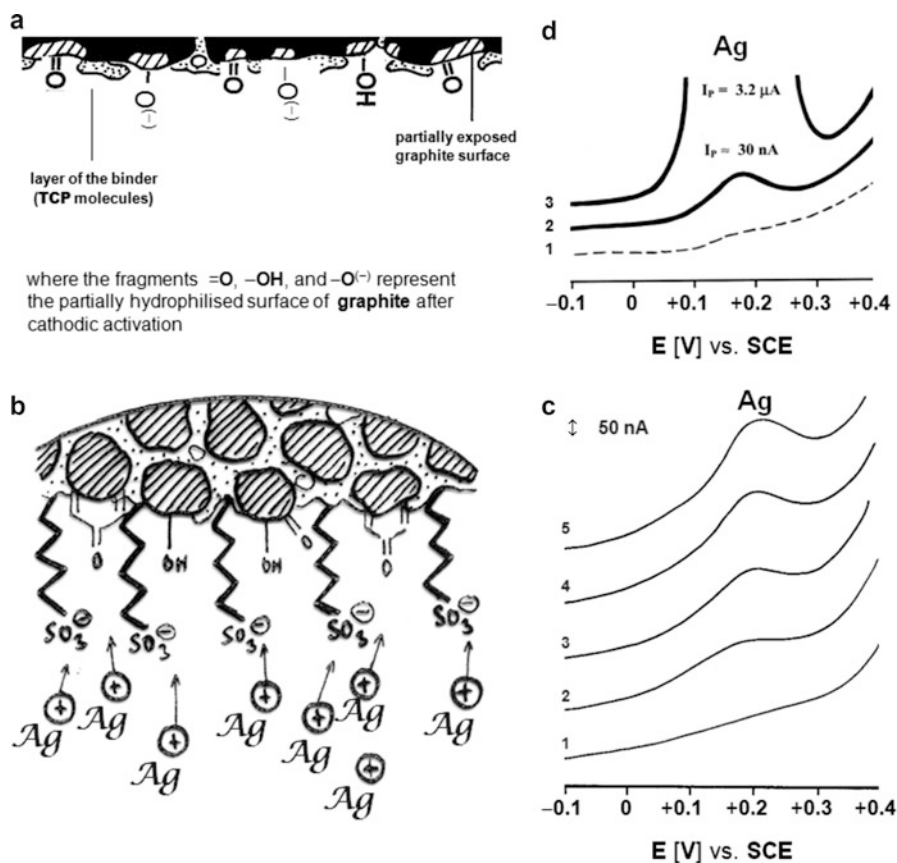 a
=O
O
(−)
O
O
O
(−)
OH
O
partially exposed
graphite surface
layer of the binder
(TCP molecules)
where the fragments =O, –OH, and –O(–) represent
the partially hydrophilised surface of graphite after
cathodic activation
b
O OH OH O O
SO3 − SO3 − SO3 − SO3 − SO3 −
+ + + + + + +
Ag Ag Ag Ag Ag Ag Ag
+
Ag
d
Ag
IP = 3.2 µA
IP = 30 nA
3
2
1
−0.1 0 +0.1 +0.2 +0.3 +0.4
E [V] vs. SCE
c
Ag
50 nA
5
4
3
2
1
−0.1 0 +0.1 +0.2 +0.3 +0.4
E [V] vs. SCE